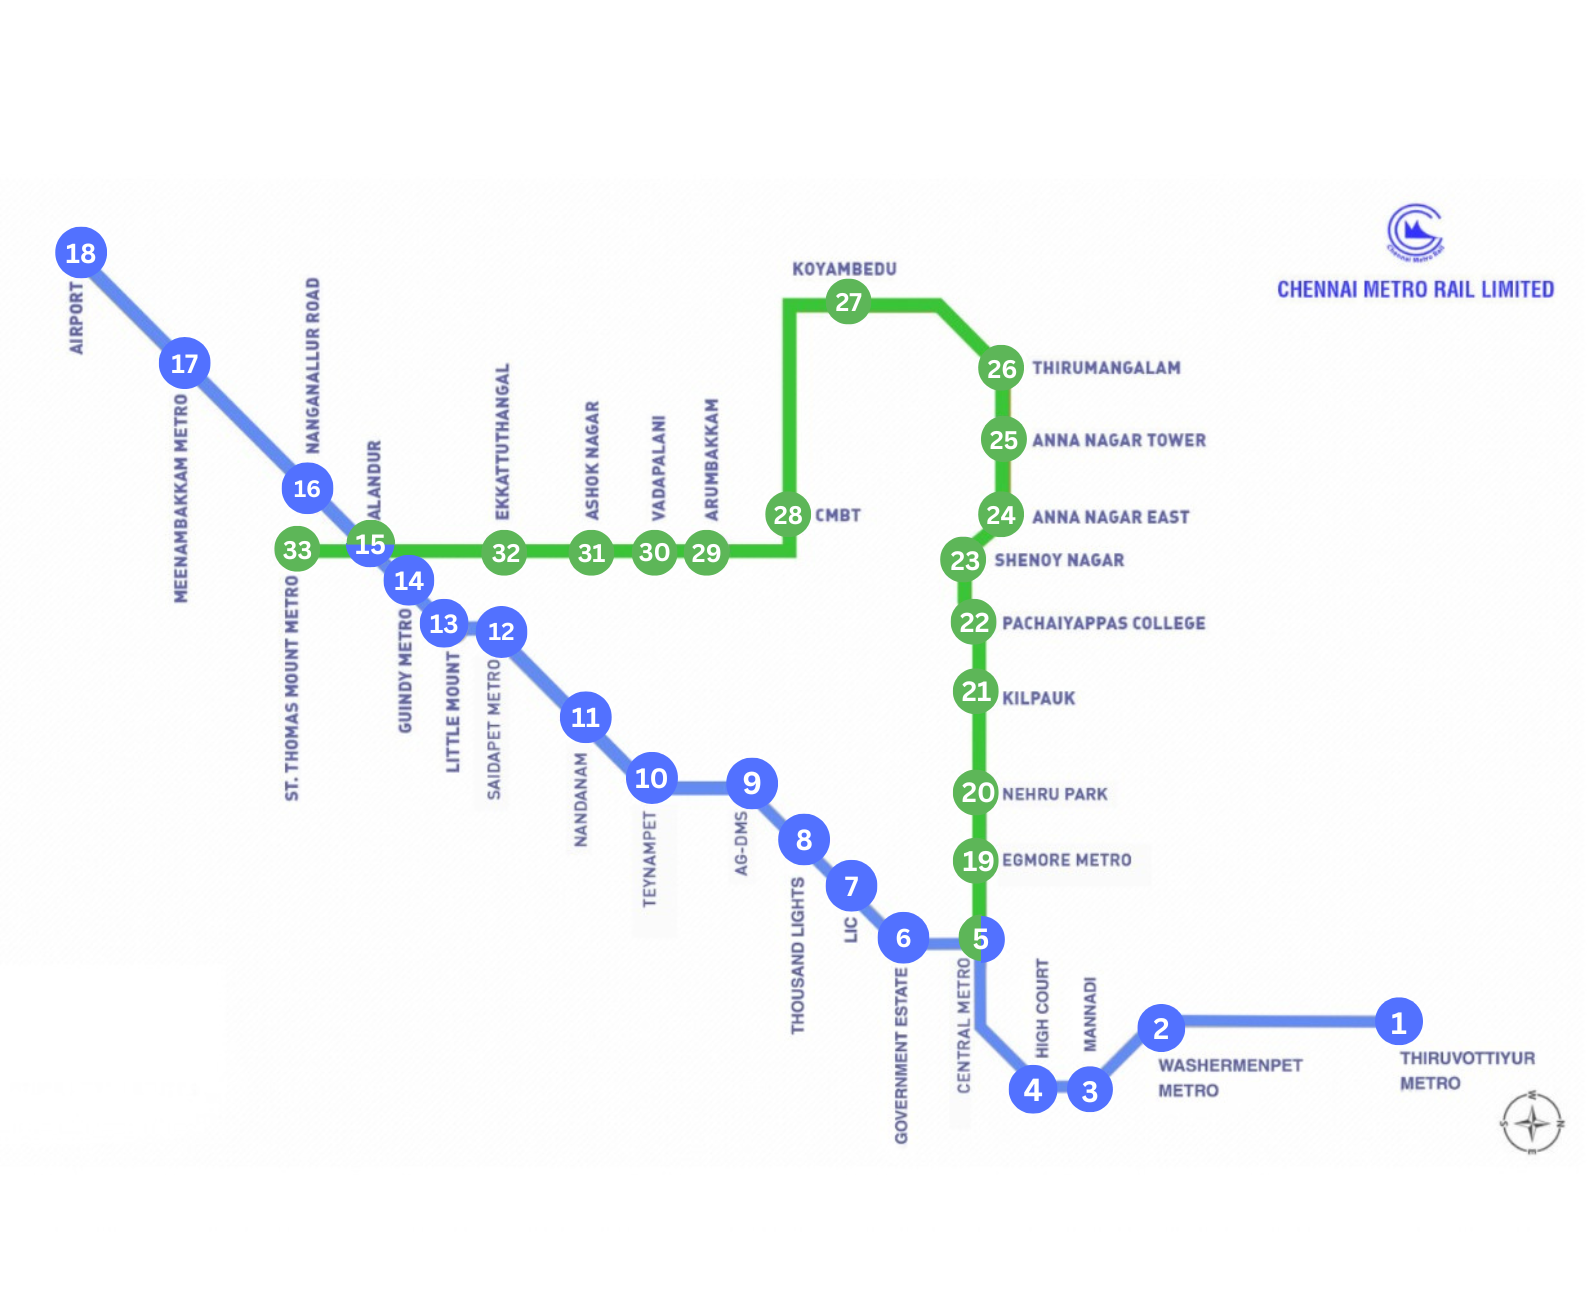 Chennai Metro Rail
CHENNAI METRO RAIL LIMITED
18
AIRPORT
17
MEENAMBAKKAM METRO
16
NANGANALLUR ROAD
15
ALANDUR
33
ST. THOMAS MOUNT METRO
14
GUINDY METRO
13
LITTLE MOUNT
12
SAIDAPET METRO
11
NANDANAM
10
TEYNAMPET
9
AG-DMS
8
THOUSAND LIGHTS
7
LIC
6
GOVERNMENT ESTATE
5
CENTRAL METRO
4
HIGH COURT
3
MANNADI
2
WASHERMENPET
METRO
1
THIRUVOTTIYUR
METRO
32
EKKATTUTHANGAL
31
ASHOK NAGAR
30
VADAPALANI
29
ARUMBAKKAM
28
CMBT
KOYAMBEDU
27
26
THIRUMANGALAM
25
ANNA NAGAR TOWER
24
ANNA NAGAR EAST
23
SHENOY NAGAR
22
PACHAIYAPPAS COLLEGE
21
KILPAUK
20
NEHRU PARK
19
EGMORE METRO
W
S
N
E